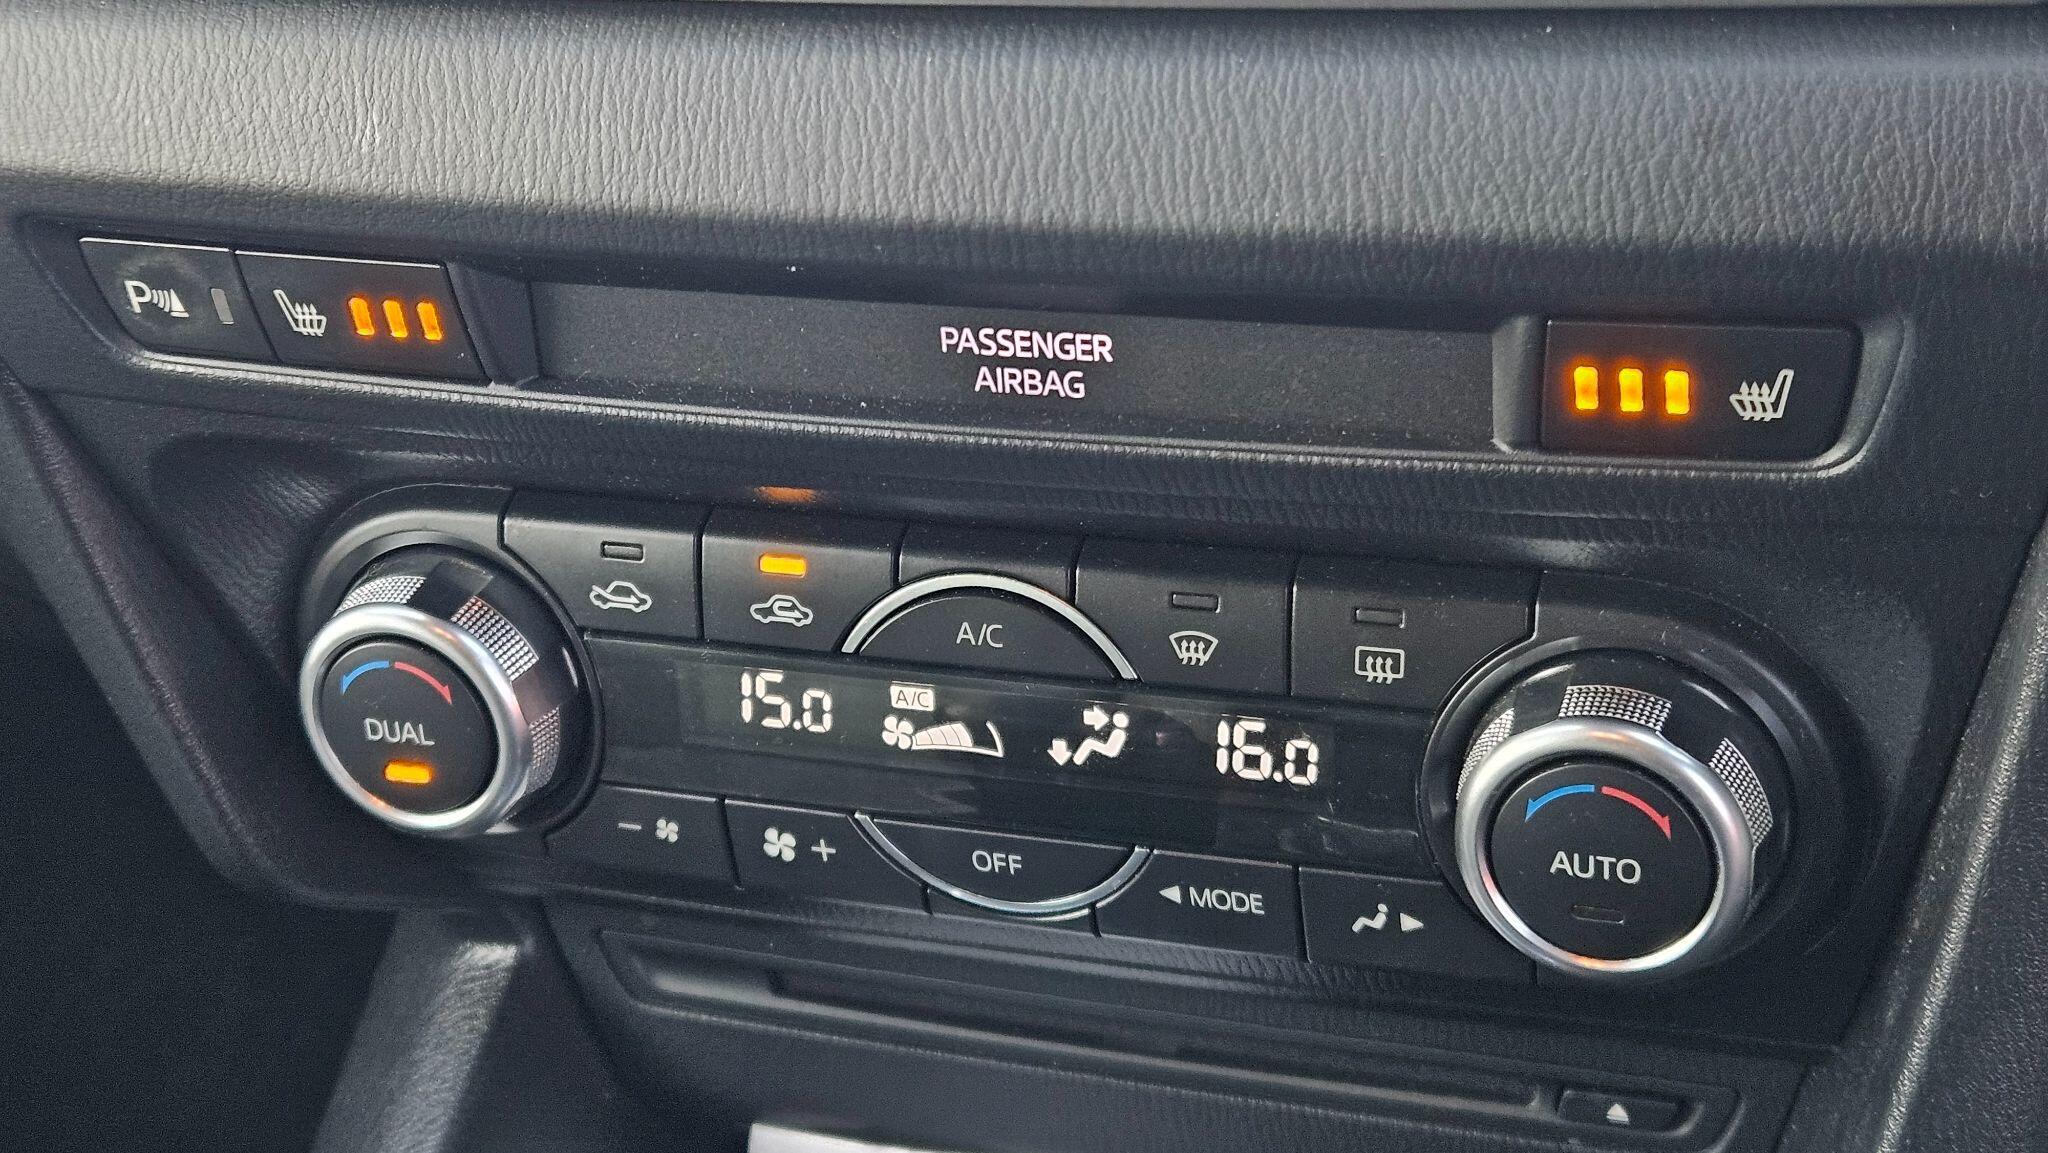 P
PASSENGER
AIRBAG
A/C
15.0
A/C
16.0
DUAL
AUTO
OFF
MODE